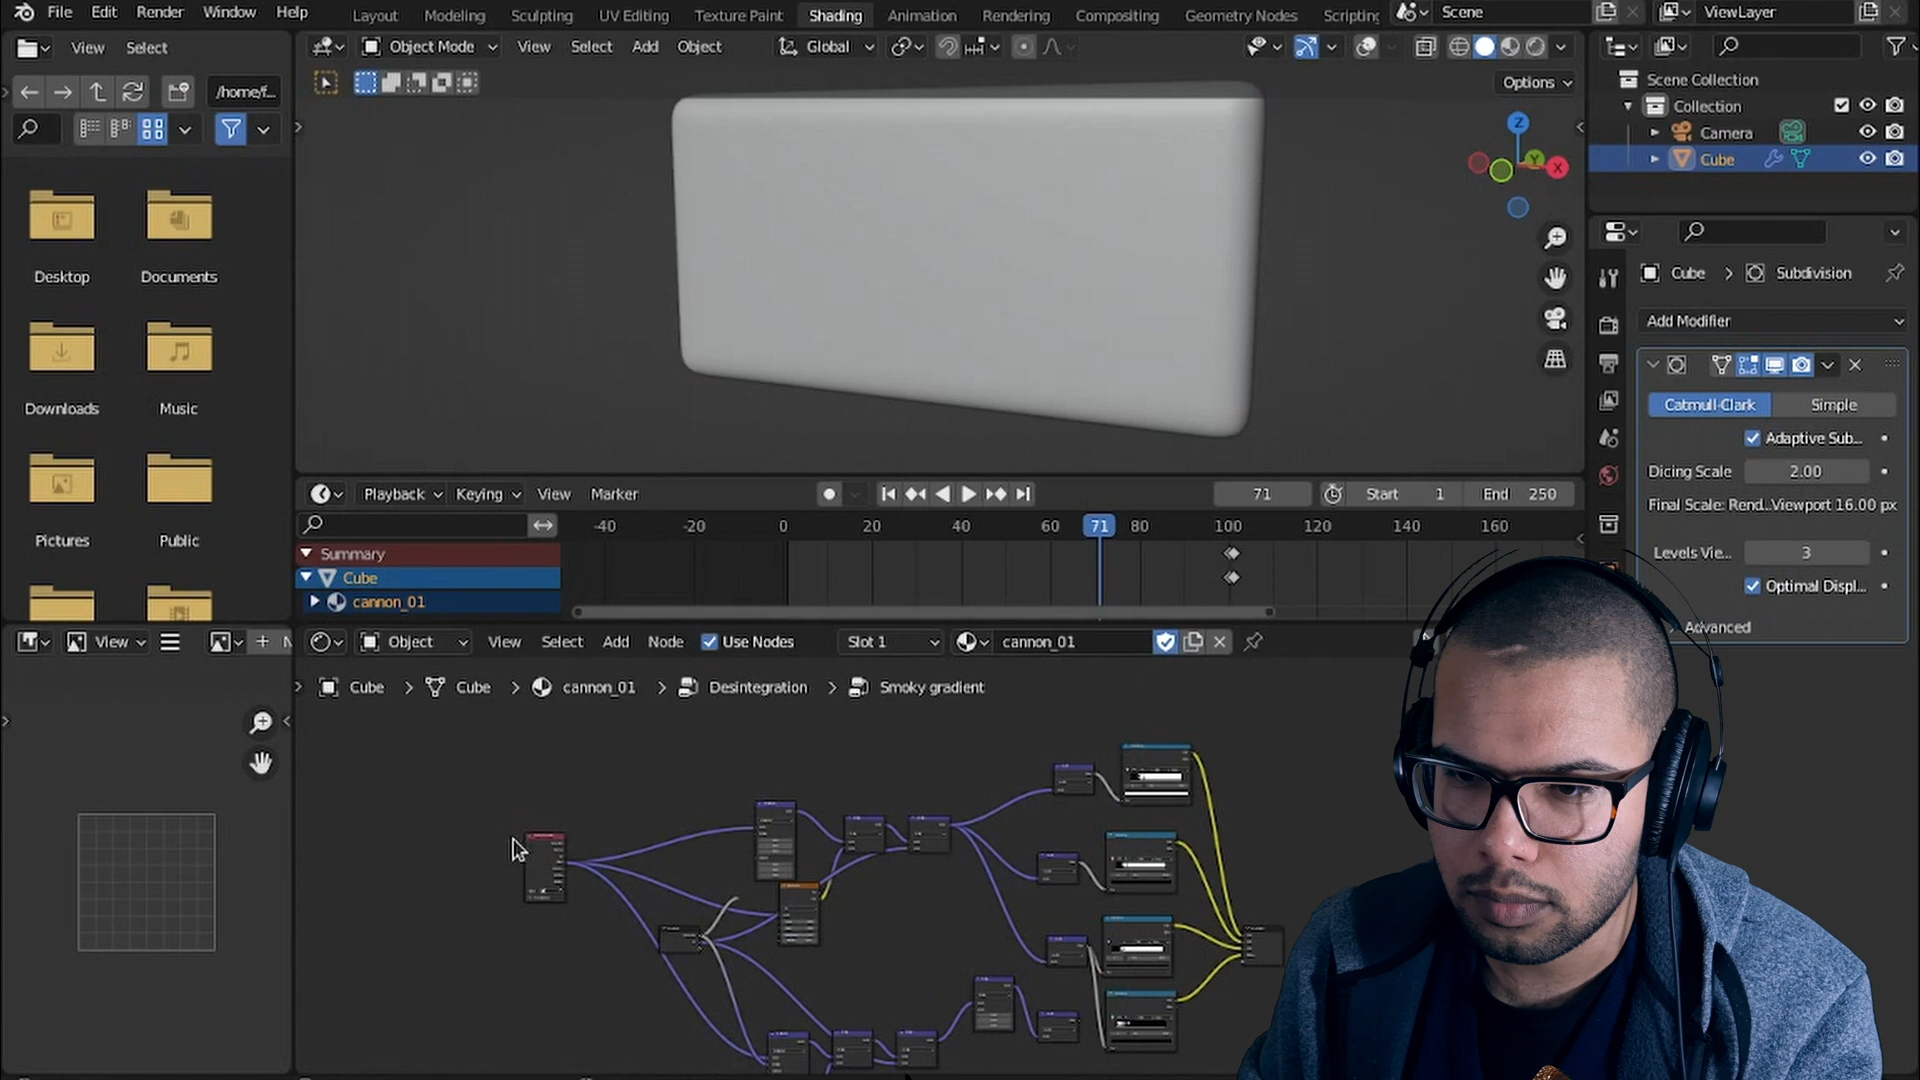 File Edit Render Window Help Layout Modeling Sculpting UV Editing Texture Paint Shading Animation Rendering Compositing Geometry Nodes Scripting Scene ViewLayer
View Select Object Mode View Select Add Object Global
/home/f...
Options
Scene Collection
Collection
Camera
Cube
Z
Y
X
Desktop Documents
Downloads Music
Pictures Public
Cube > Subdivision
Add Modifier
Catmull-Clark Simple
Adaptive Sub...
Dicing Scale 2.00
Final Scale: Rend...Viewport 16.00 px
Levels Vie... 3
Optimal Displ...
Advanced
Playback Keying View Marker 71 Start 1 End 250
-40 -20 0 20 40 60 71 80 100 120 140 160
Summary
Cube
cannon_01
View
Object View Select Add Node Use Nodes Slot 1 cannon_01
Cube > Cube > cannon_01 > Desintegration > Smoky gradient